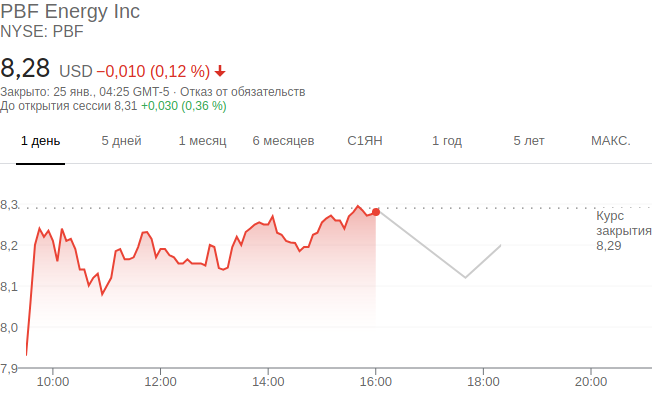 PBF Energy Inc
NYSE: PBF
8,28 USD −0,010 (0,12 %)
Закрыто: 25 янв., 04:25 GMT-5 · Отказ от обязательств
До открытия сессии 8,31 +0,030 (0,36 %)
1 день 5 дней 1 месяц 6 месяцев С1ЯН 1 год 5 лет МАКС.
8,3
Курс
закрытия
8,29
8,2
8,1
8,0
7,9
10:00 12:00 14:00 16:00 18:00 20:00